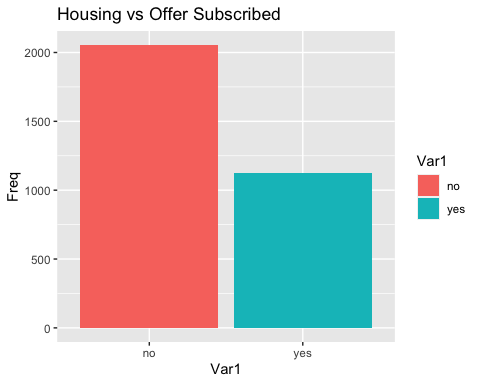 Housing vs Offer Subscribed
2000
1500
1000
500
0
Freq
no yes
Var1
Var1
no
yes